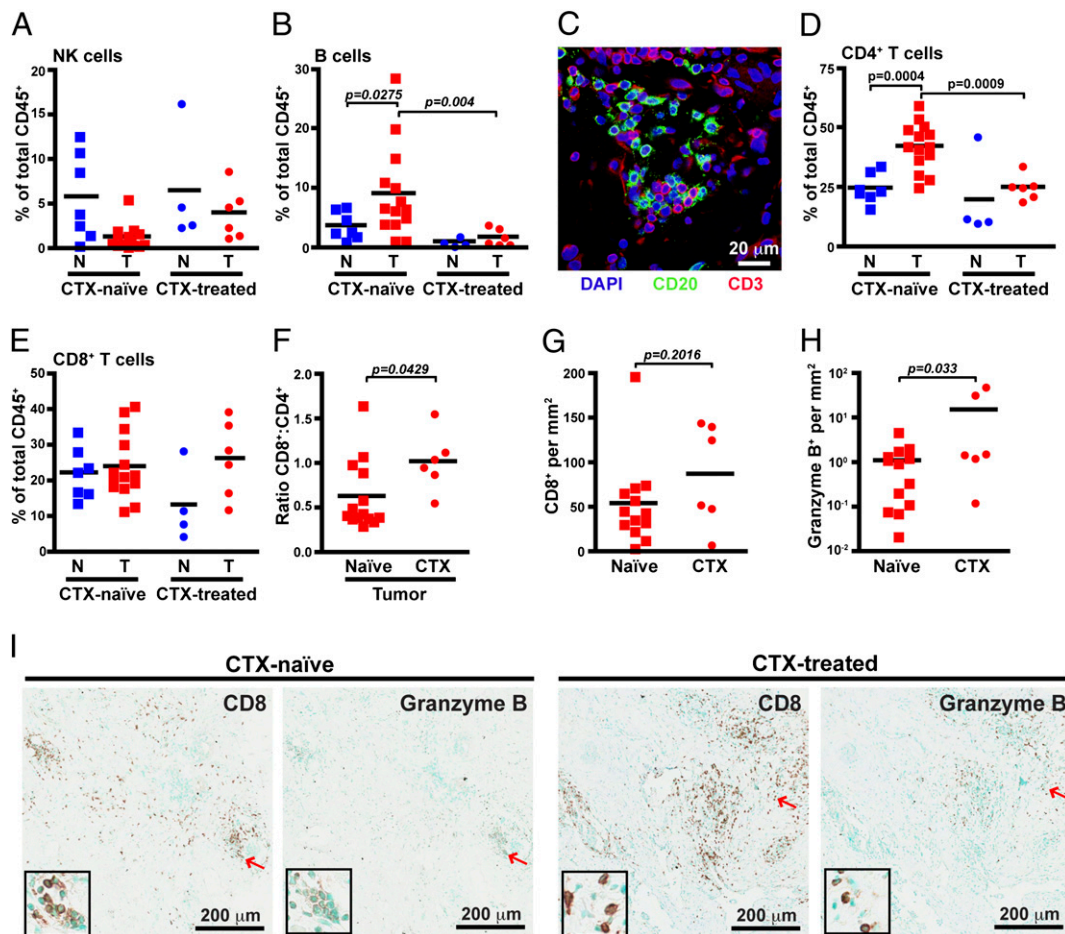 A
NK cells
% of total CD45⁺
20
15
10
5
0
N T N T
CTX-naïve CTX-treated
B
B cells
p=0.0275
p=0.004
% of total CD45⁺
30
20
10
0
N T N T
CTX-naïve CTX-treated
C
20 µm
DAPI CD20 CD3
D
CD4⁺ T cells
p=0.0004
p=0.0009
% of total CD45⁺
75
50
25
0
N T N T
CTX-naïve CTX-treated
E
CD8⁺ T cells
% of total CD45⁺
50
40
30
20
10
0
N T N T
CTX-naïve CTX-treated
F
p=0.0429
Ratio CD8⁺:CD4⁺
2.0
1.5
1.0
0.5
0.0
Naïve CTX
Tumor
G
p=0.2016
CD8⁺ per mm²
200
150
100
50
0
Naïve CTX
H
p=0.033
Granzyme B⁺ per mm²
10²
10¹
10⁰
10⁻¹
10⁻²
Naïve CTX
I
CTX-naïve
CD8
200 µm
Granzyme B
200 µm
CTX-treated
CD8
200 µm
Granzyme B
200 µm